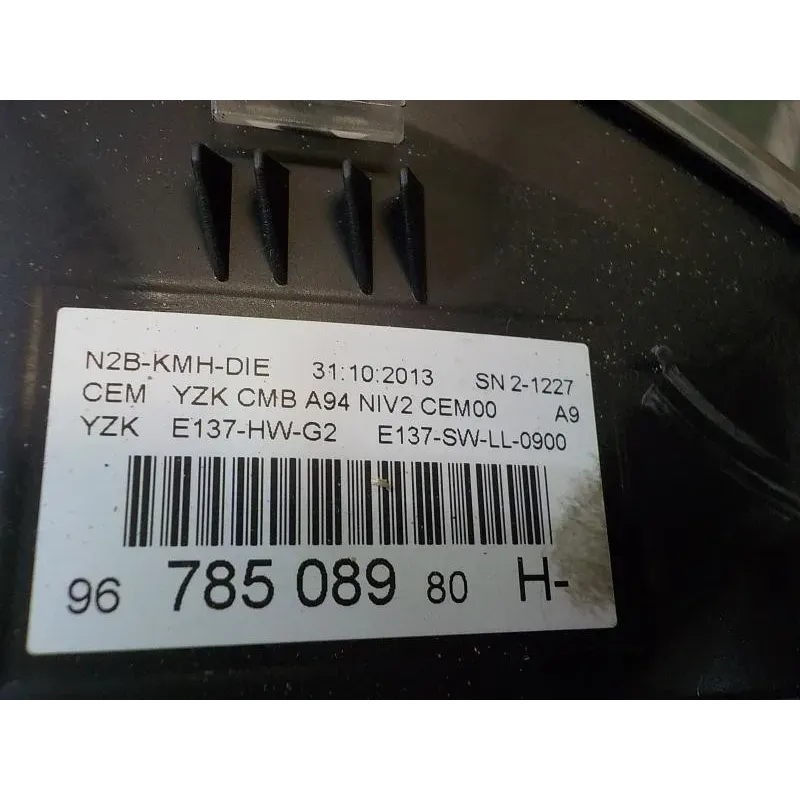 N2B-KMH-DIE 31:10:2013 SN 2-1227
CEM YZK CMB A94 NIV2 CEM00 A9
YZK E137-HW-G2 E137-SW-LL-0900
96 785 089 80 H-